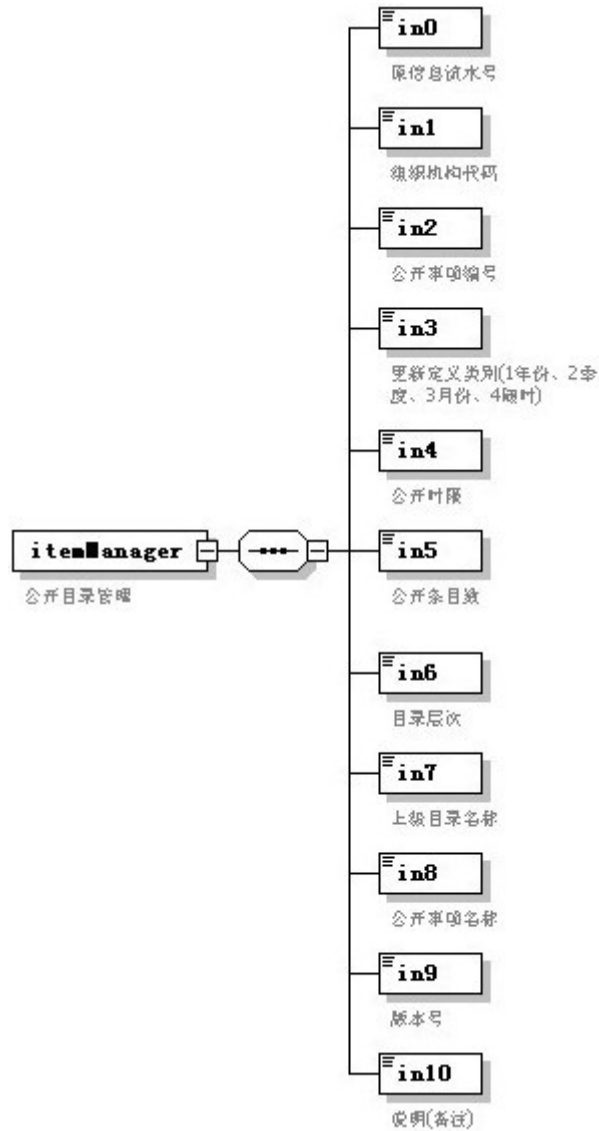 in0
原信息流水号
in1
组织机构代码
in2
公开事项编号
in3
更新定义类别(1年份、2季
度、3月份、4随时)
in4
公开时限
itemManager
公开目录管理
in5
公开条目数
in6
目录层次
in7
上级目录名称
in8
公开事项名称
in9
版本号
in10
说明(备注)